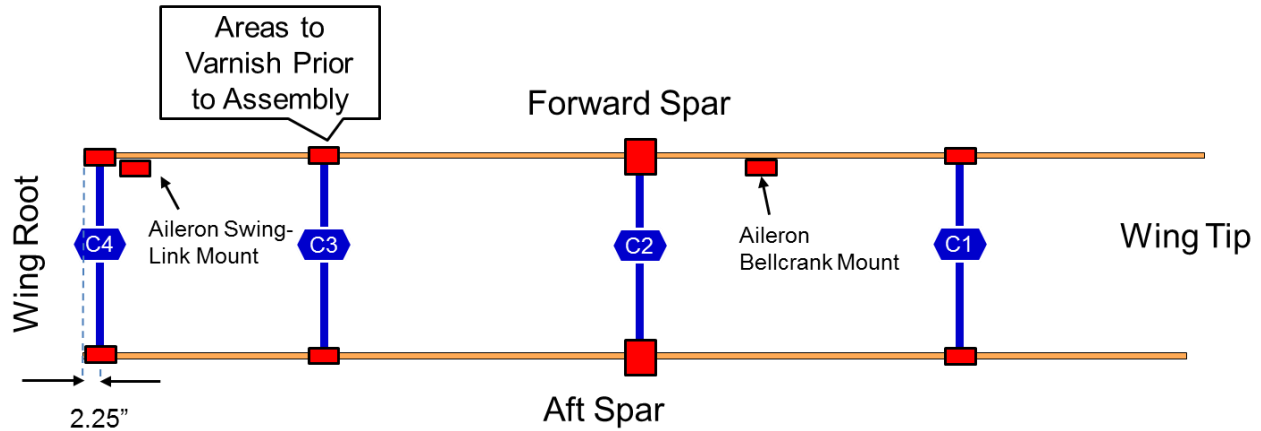 Areas to
Varnish Prior
to Assembly
Forward Spar
Wing Root
C4
Aileron Swing-
Link Mount
C3
C2
Aileron
Bellcrank Mount
C1
Wing Tip
2.25”
Aft Spar